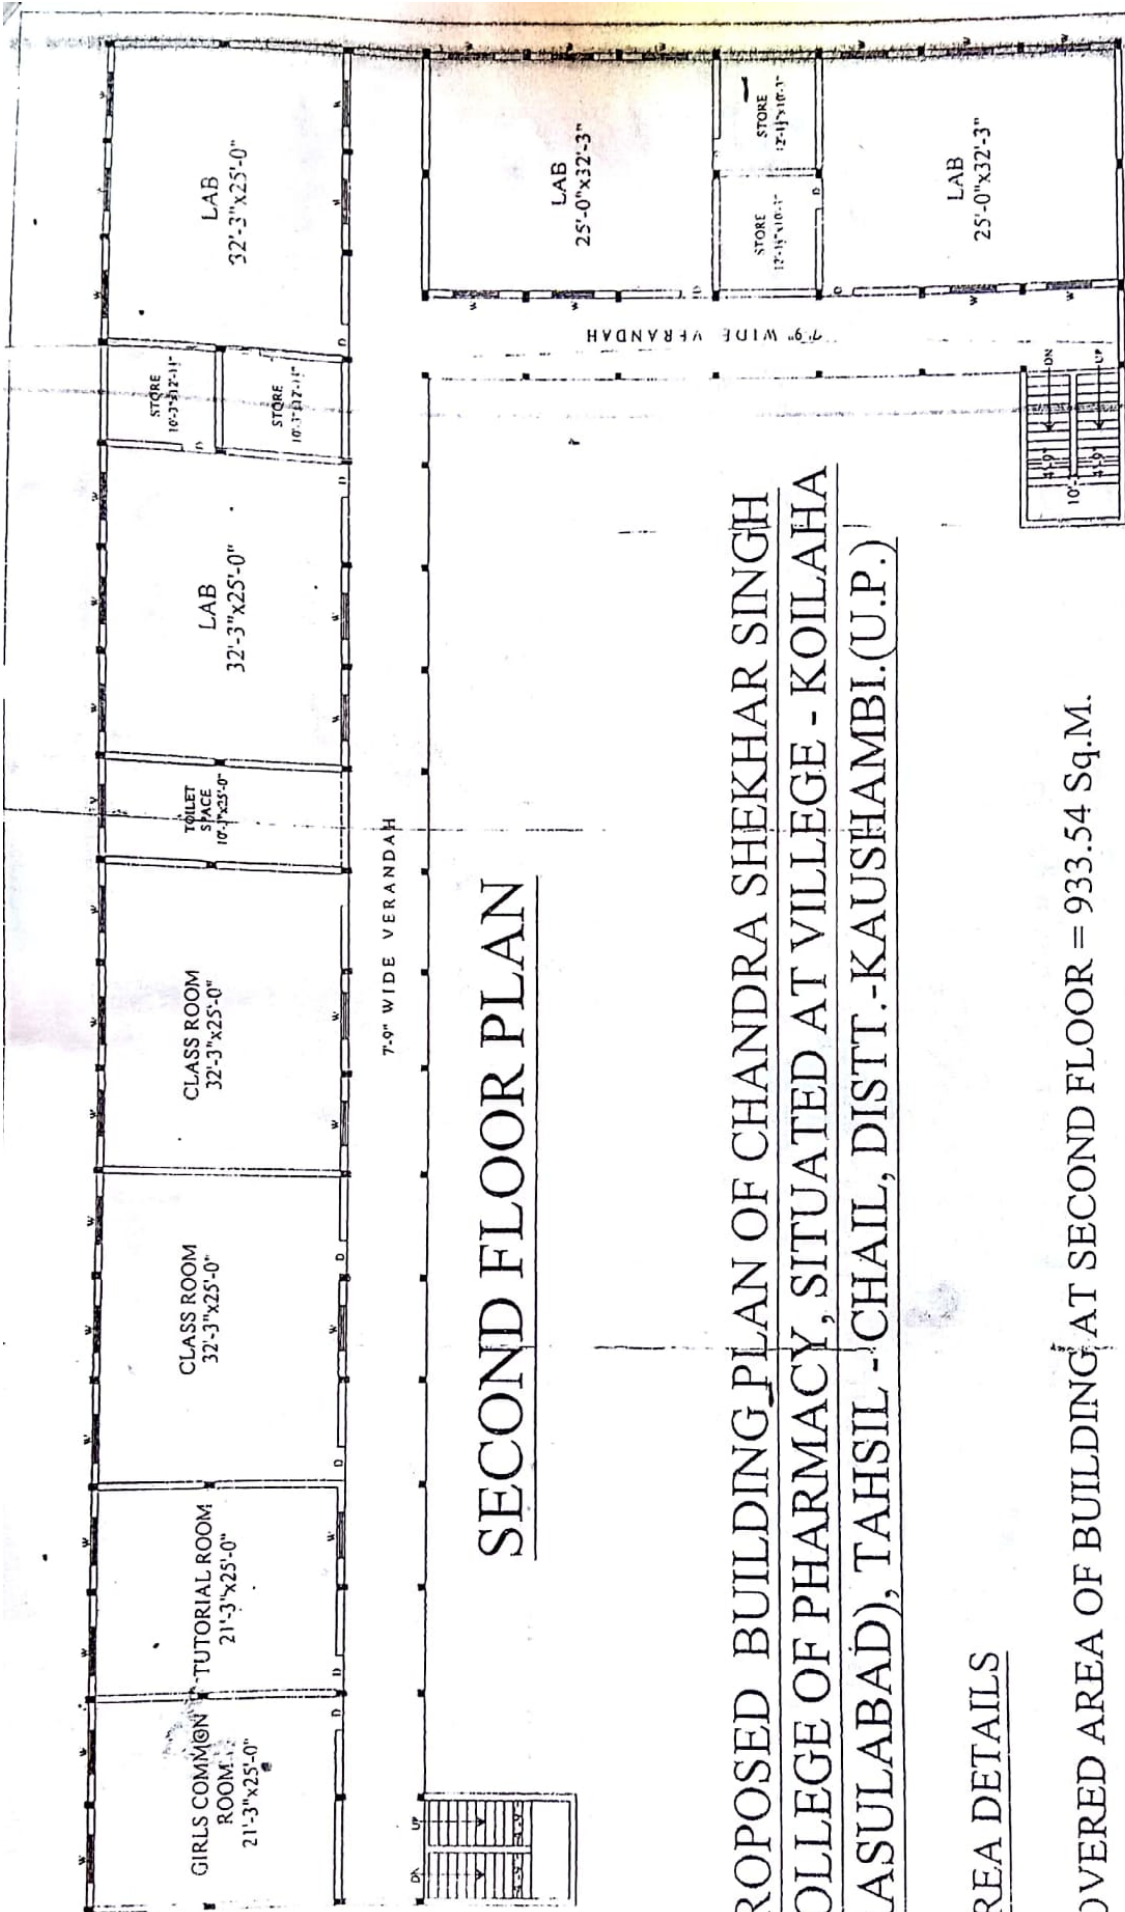 GIRLS COMMON
ROOM
21'-3"x25'-0"
TUTORIAL ROOM
21'-3"x25'-0"
CLASS ROOM
32'-3"x25'-0"
CLASS ROOM
32'-3"x25'-0"
TOILET
SPACE
LAB
32'-3"x25'-0"
STORE
STORE
LAB
32'-3"x25'-0"
7'-9" WIDE VERANDAH
LAB
25'-0"x32'-3"
STORE
STORE
LAB
25'-0"x32'-3"
7'-9" WIDE VERANDAH
DN
UP
DN
UP
SECOND FLOOR PLAN
ROPOSED BUILDING PLAN OF CHANDRA SHEKHAR SINGH
OLLEGE OF PHARMACY, SITUATED AT VILLEGE - KOILAHA
ASULABAD), TAHSIL - CHAIL, DISTT.-KAUSHAMBI.(U.P.)
REA DETAILS
OVERED AREA OF BUILDING AT SECOND FLOOR = 933.54 Sq.M.